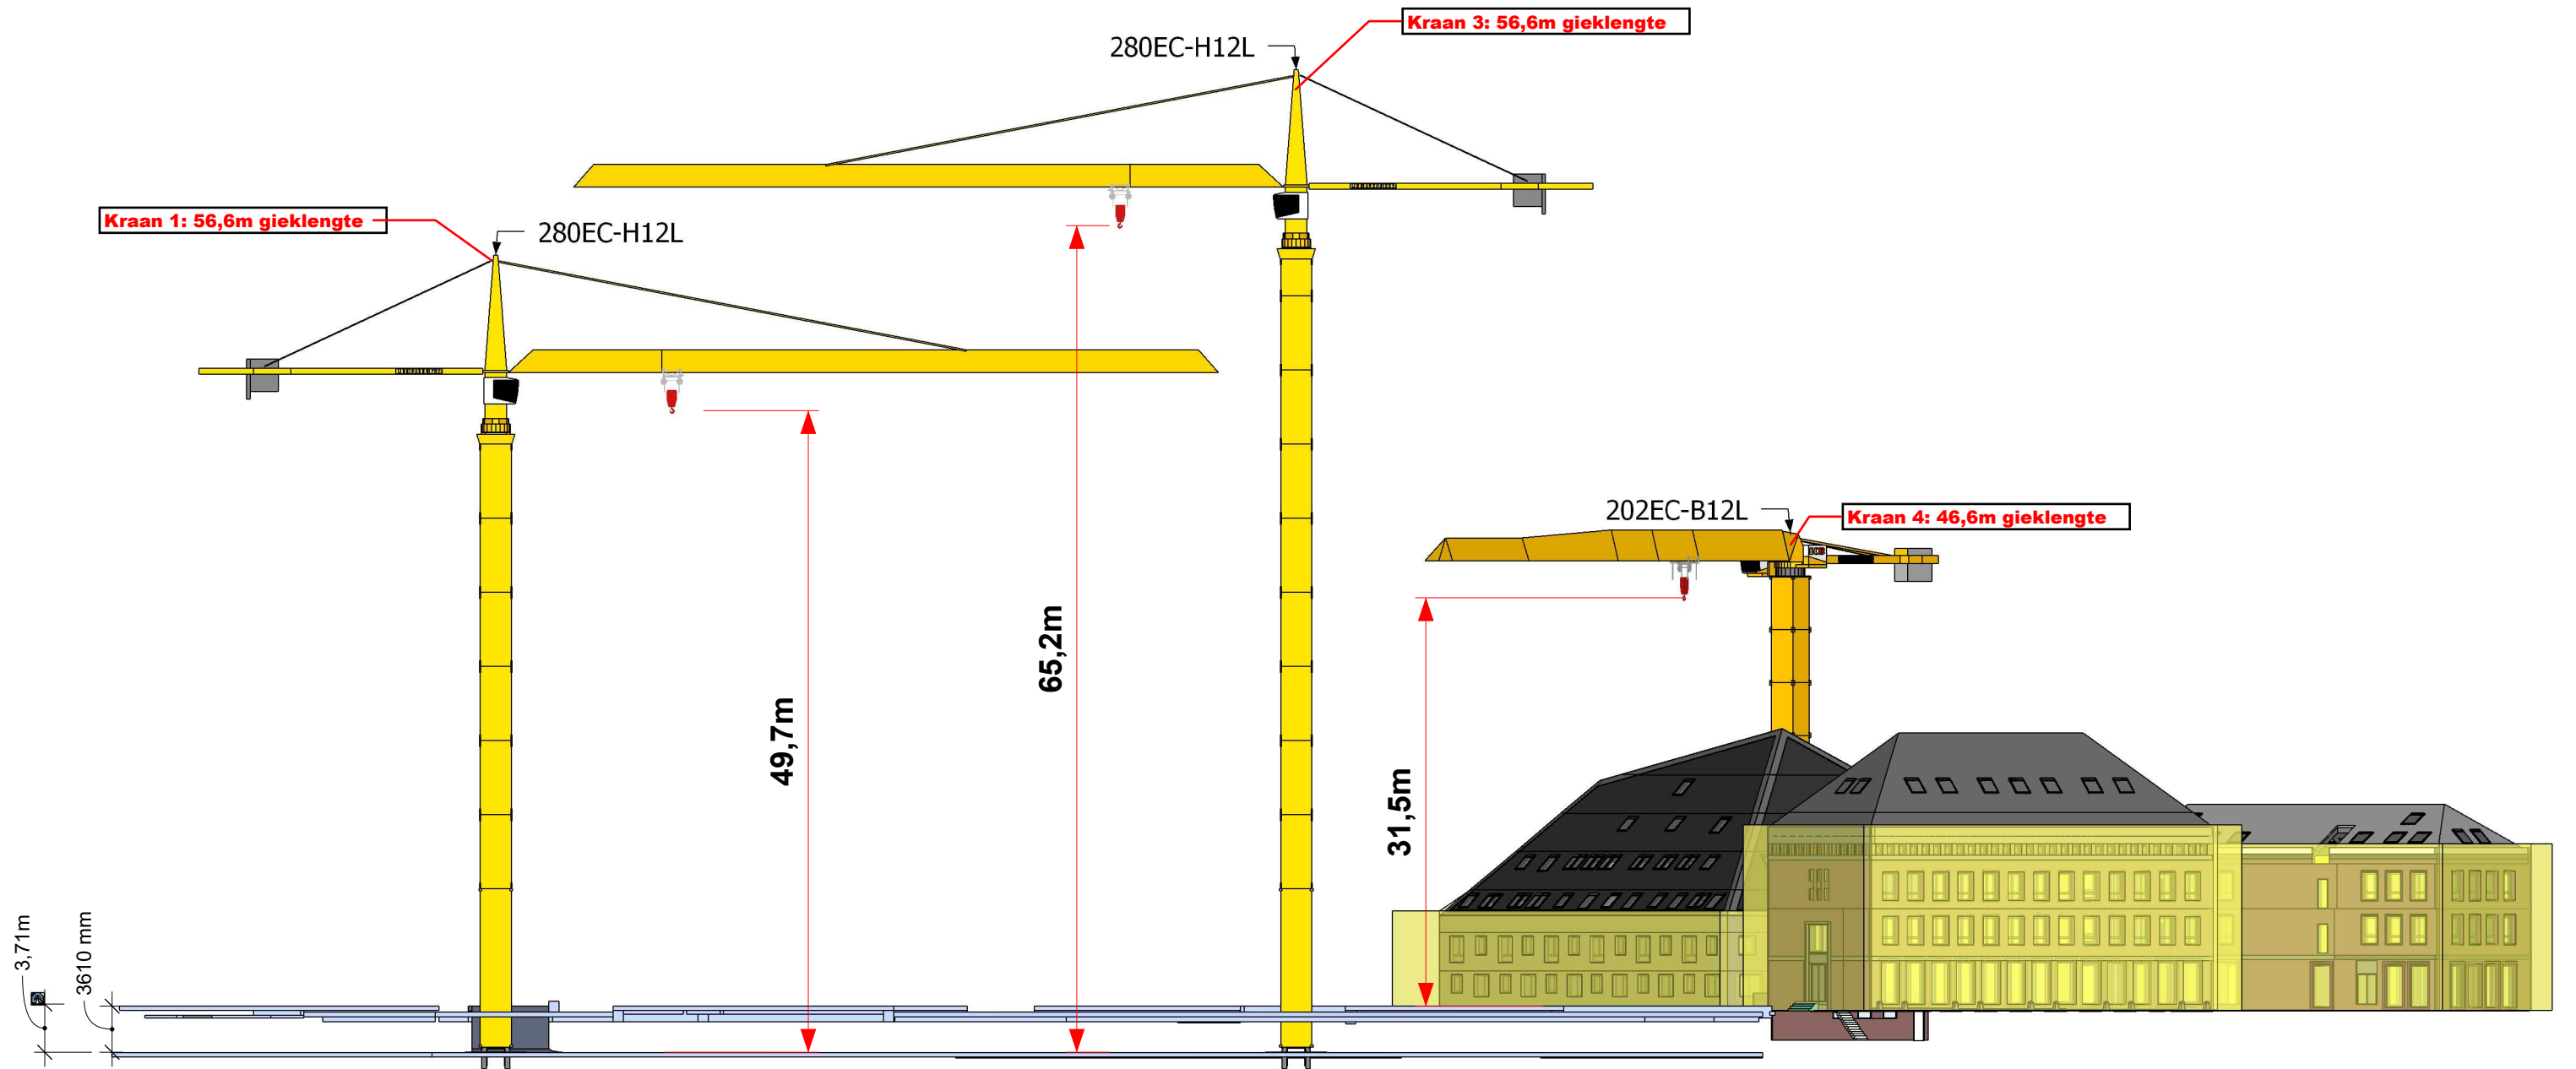 Kraan 3: 56,6m gieklengte
280EC-H12L
Kraan 1: 56,6m gieklengte
280EC-H12L
202EC-B12L
Kraan 4: 46,6m gieklengte
65,2m
49,7m
31,5m
3,71m
3610 mm